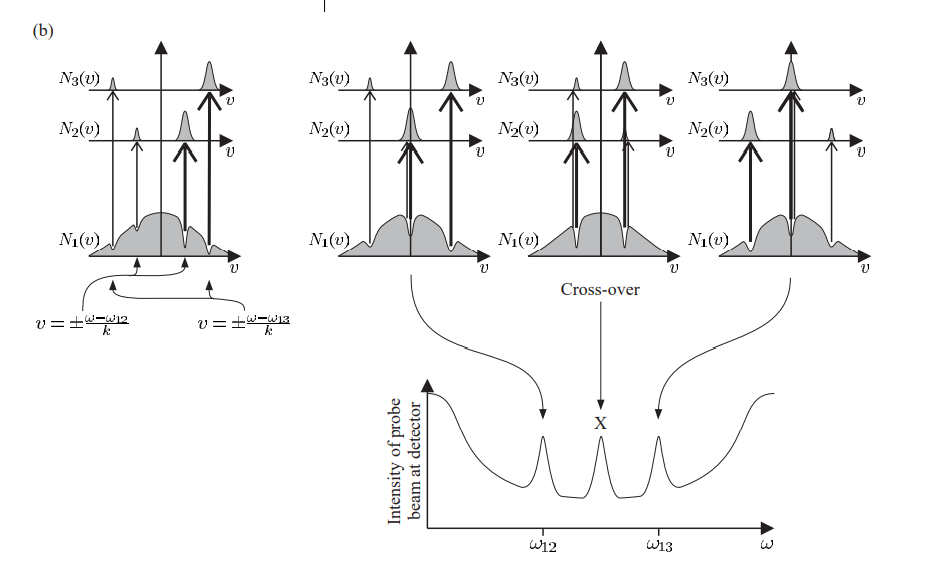 (b)
N₃(v)
v
N₂(v)
v
N₁(v)
v
v = ±(ω−ω₁₂)/k
v = ±(ω−ω₁₃)/k
N₃(v)
v
N₂(v)
v
N₁(v)
v
N₃(v)
v
N₂(v)
v
N₁(v)
v
Cross-over
N₃(v)
v
N₂(v)
v
N₁(v)
v
X
Intensity of probe
beam at detector
ω₁₂
ω₁₃
ω